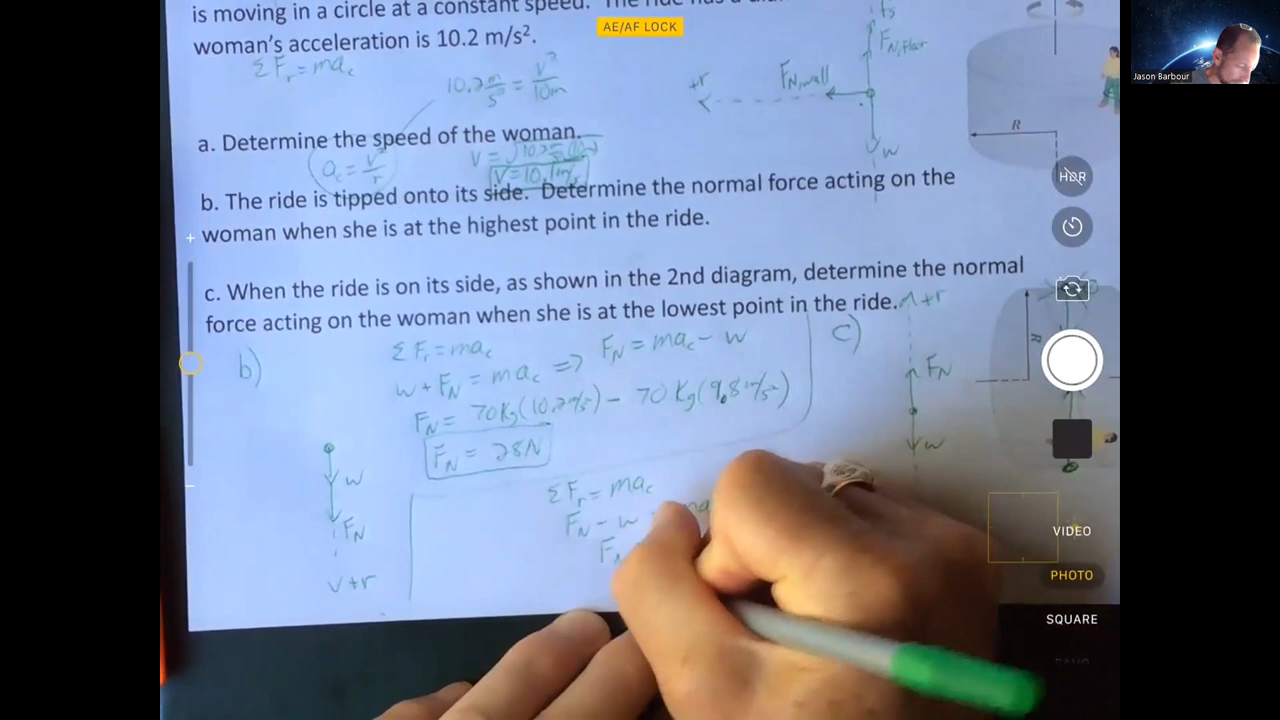 is moving in a circle at a constant speed.
woman's acceleration is 10.2 m/s².
AE/AF LOCK
Jason Barbour
ΣFr = mac
10.2 m/s = v²/10m
FN,Floor
FN,wall
+r
w
R
a. Determine the speed of the woman.
ac = v²/r
V = 10.1 m/s
HDR
b. The ride is tipped onto its side. Determine the normal force acting on the
woman when she is at the highest point in the ride.
c. When the ride is on its side, as shown in the 2nd diagram, determine the normal
force acting on the woman when she is at the lowest point in the ride.
+r
b)
ΣFr = mac
w + FN = mac => FN = mac - w
FN = 70Kg(10.2m/s²) - 70Kg(9.8m/s²)
FN = 28N
c)
FN
w
w
FN
v+r
ΣFr = mac
FN - w
FN
VIDEO
PHOTO
SQUARE